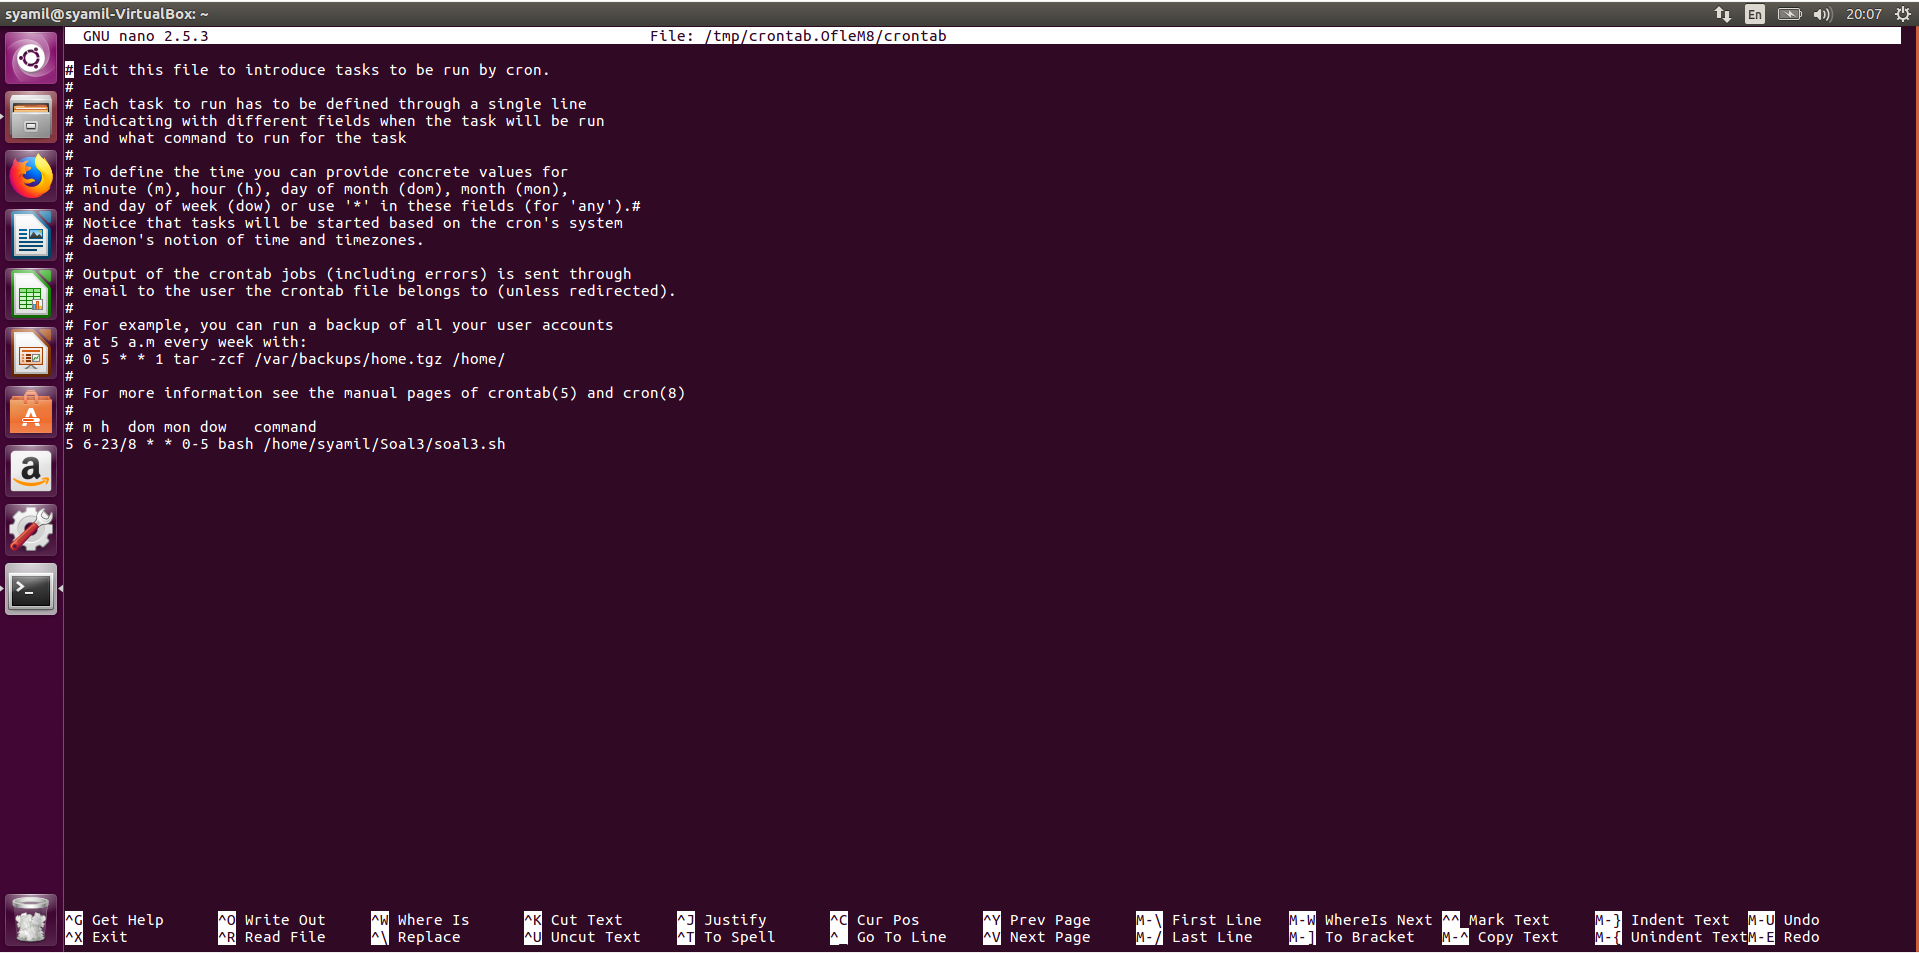 syamil@syamil-VirtualBox: ~
En
20:07
GNU nano 2.5.3 File: /tmp/crontab.OfleM8/crontab
# Edit this file to introduce tasks to be run by cron.
#
# Each task to run has to be defined through a single line
# indicating with different fields when the task will be run
# and what command to run for the task
#
# To define the time you can provide concrete values for
# minute (m), hour (h), day of month (dom), month (mon),
# and day of week (dow) or use '*' in these fields (for 'any').#
# Notice that tasks will be started based on the cron's system
# daemon's notion of time and timezones.
#
# Output of the crontab jobs (including errors) is sent through
# email to the user the crontab file belongs to (unless redirected).
#
# For example, you can run a backup of all your user accounts
# at 5 a.m every week with:
# 0 5 * * 1 tar -zcf /var/backups/home.tgz /home/
#
# For more information see the manual pages of crontab(5) and cron(8)
#
# m h  dom mon dow   command
5 6-23/8 * * 0-5 bash /home/syamil/Soal3/soal3.sh
^G Get Help ^O Write Out ^W Where Is ^K Cut Text ^J Justify ^C Cur Pos ^Y Prev Page M-\ First Line M-W WhereIs Next ^^ Mark Text M-} Indent Text M-U Undo
^X Exit ^R Read File ^\ Replace ^U Uncut Text ^T To Spell ^_ Go To Line ^V Next Page M-/ Last Line M-] To Bracket M-^ Copy Text M-{ Unindent Text M-E Redo